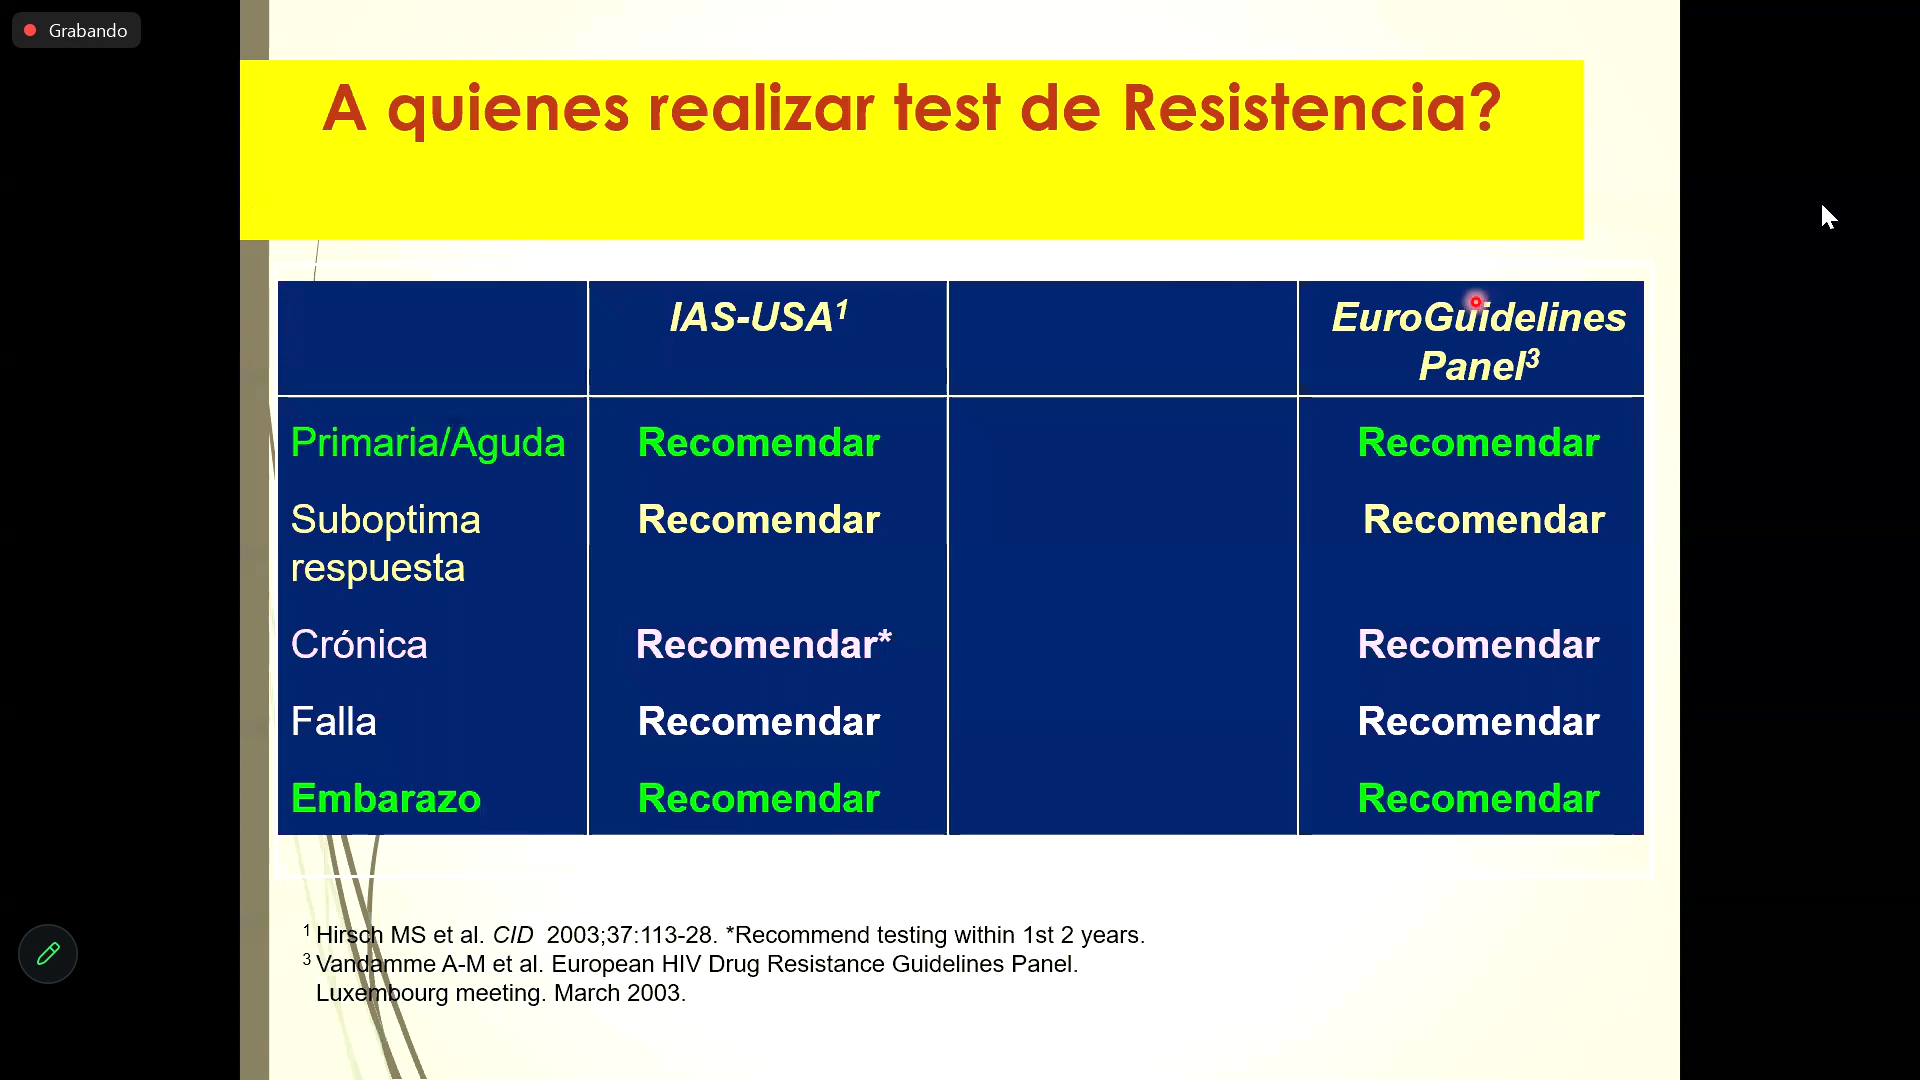 Grabando
A quienes realizar test de Resistencia?
IAS-USA¹
EuroGuidelines
Panel³
Primaria/Aguda Recomendar Recomendar
Suboptima Recomendar Recomendar
respuesta
Crónica Recomendar* Recomendar
Falla Recomendar Recomendar
Embarazo Recomendar Recomendar
¹ Hirsch MS et al. CID 2003;37:113-28. *Recommend testing within 1st 2 years.
³ Vandamme A-M et al. European HIV Drug Resistance Guidelines Panel.
Luxembourg meeting. March 2003.